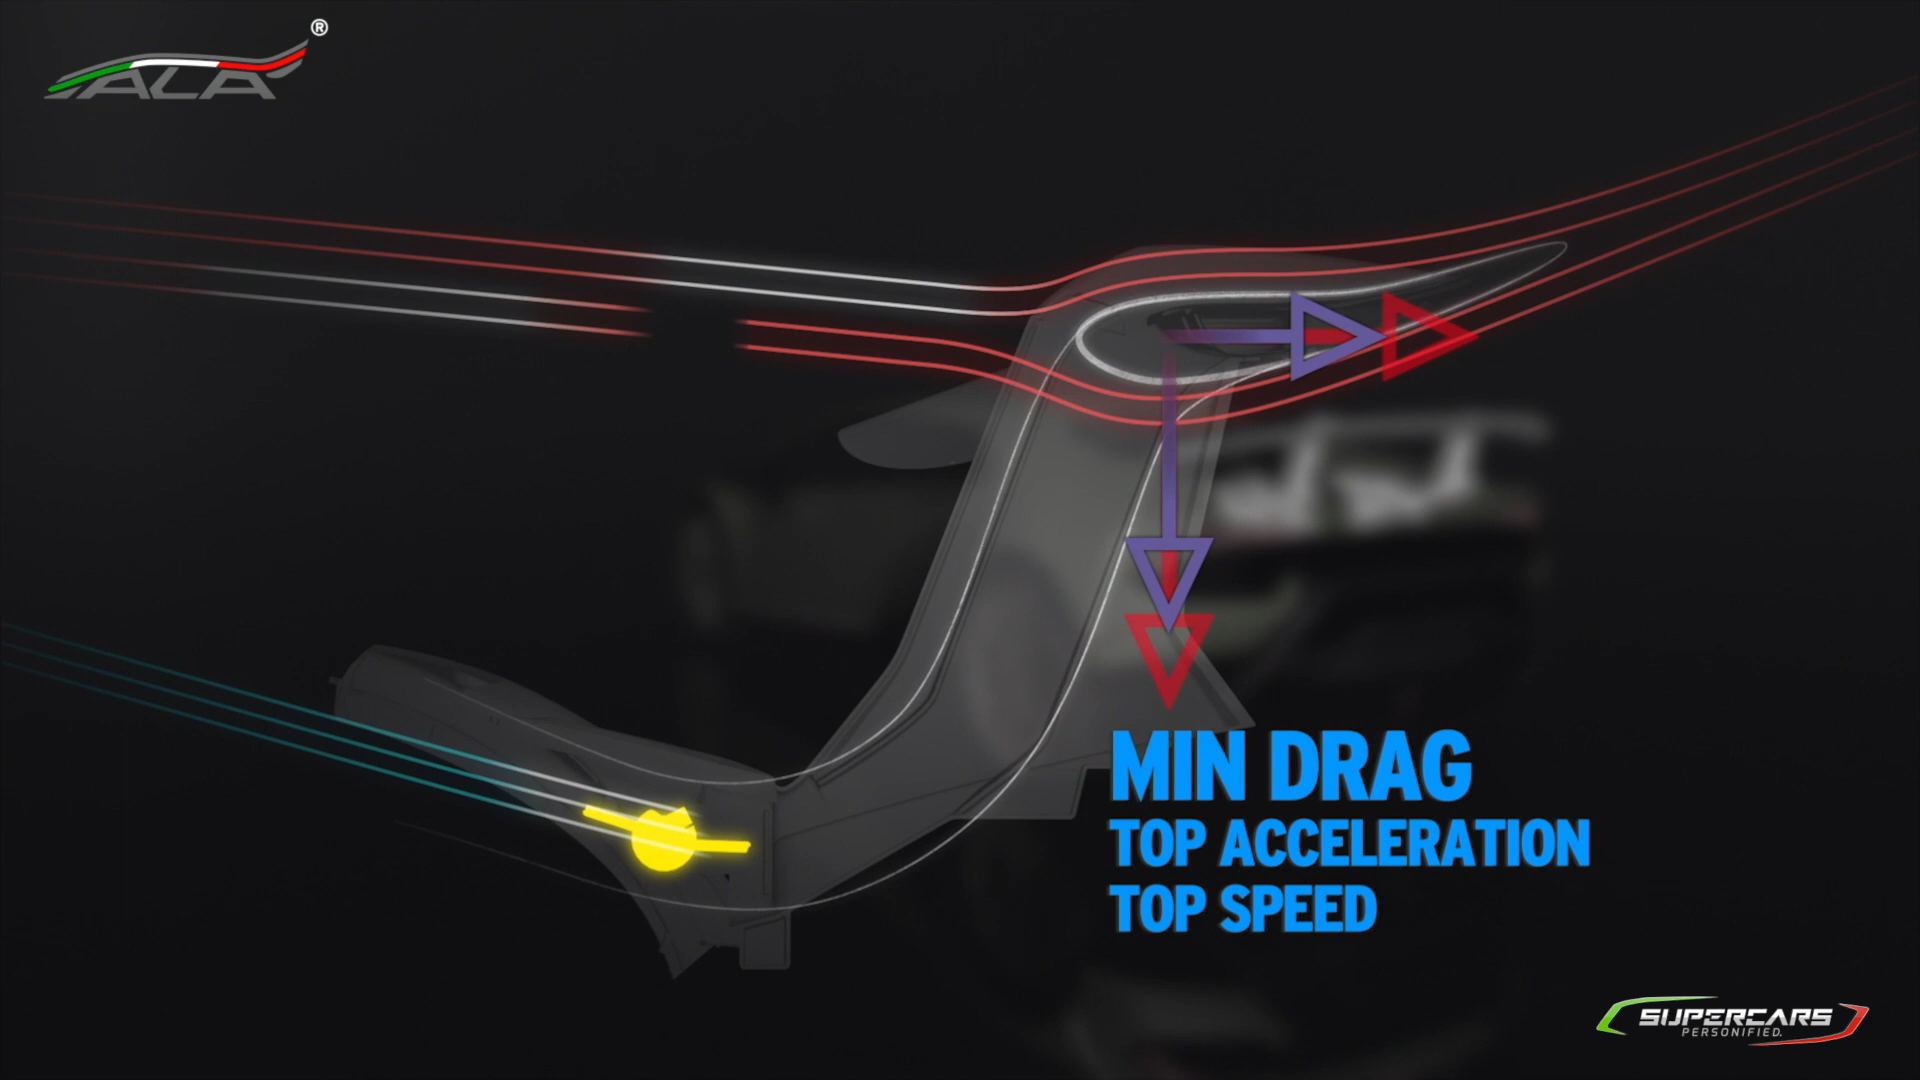 ®
ALA
MIN DRAG
TOP ACCELERATION
TOP SPEED
SUPERCARS
PERSONIFIED.